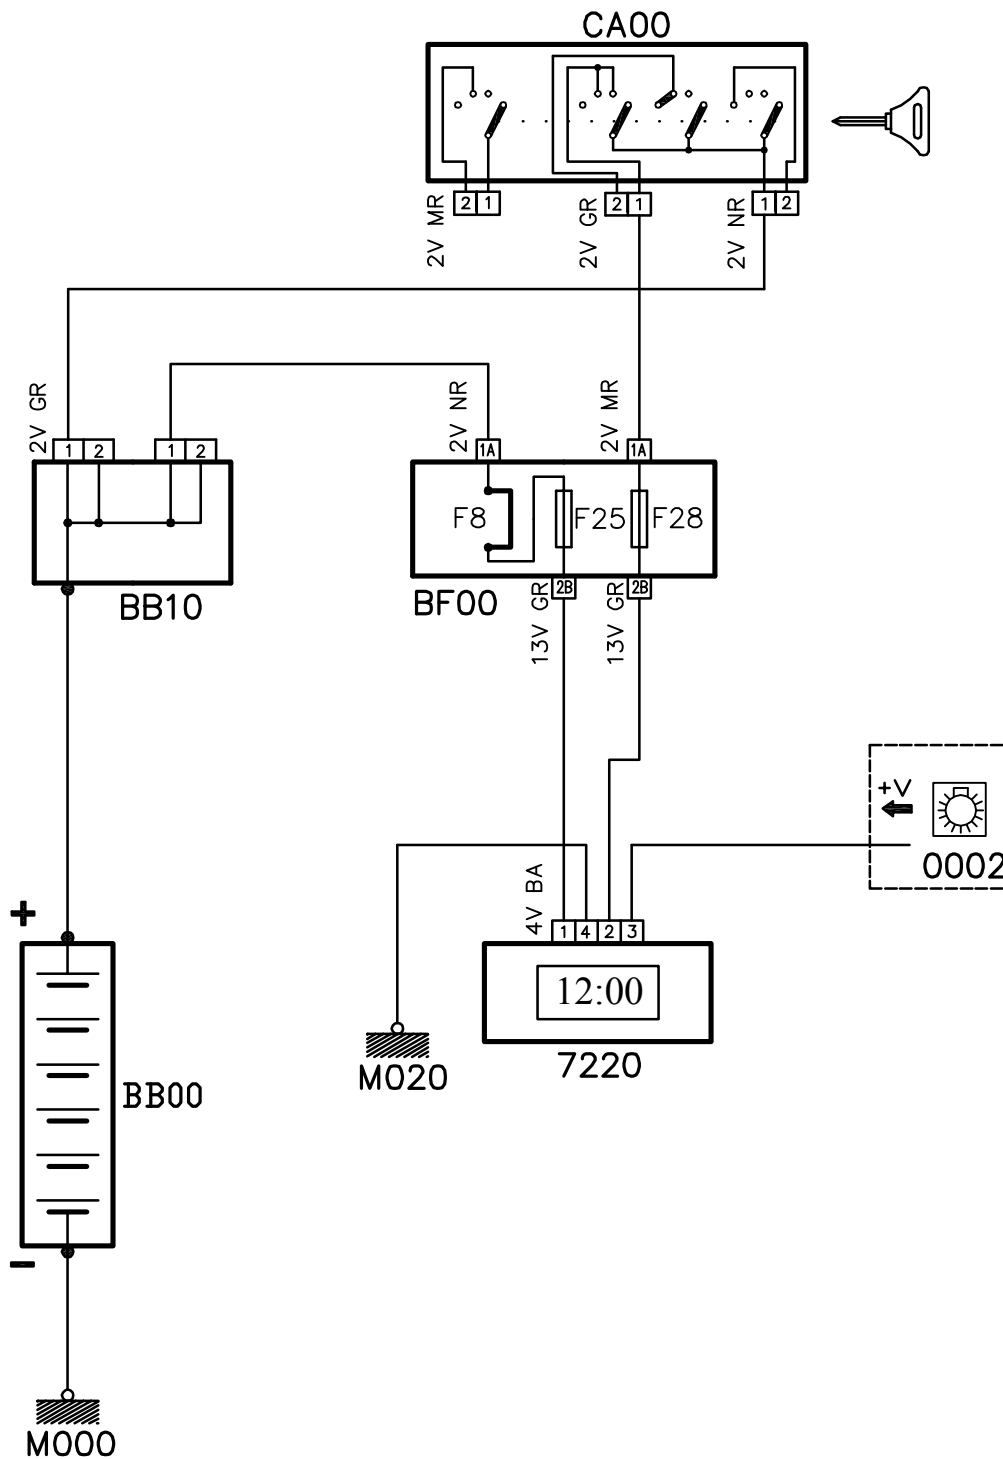 CA00
2V MR
2 1
2V GR
2 1
2V NR
1 2
2V GR
1 2
1 2
2V NR
1A
2V MR
1A
F8
F25
F28
BB10
BF00
13V GR
2B
13V GR
2B
+V
0002
4V BA
1 4 2 3
+
12:00
7220
M020
BB00
-
M000